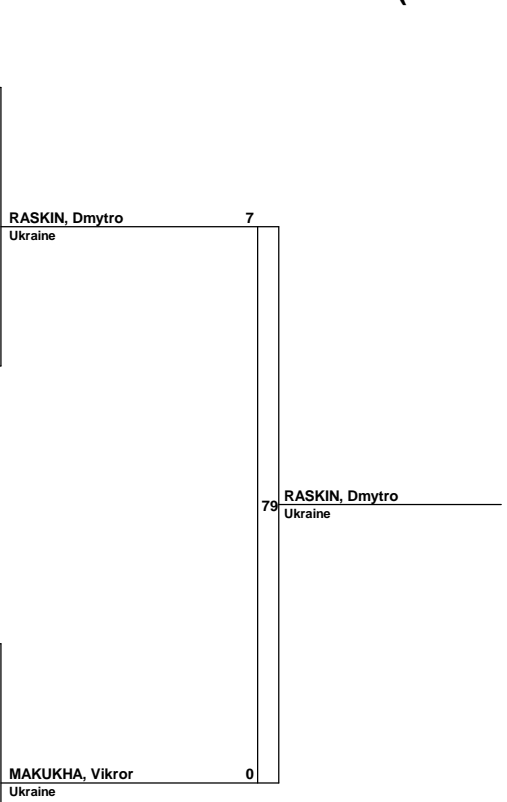 RASKIN, Dmytro 7
Ukraine
79
RASKIN, Dmytro
Ukraine
MAKUKHA, Vikror 0
Ukraine